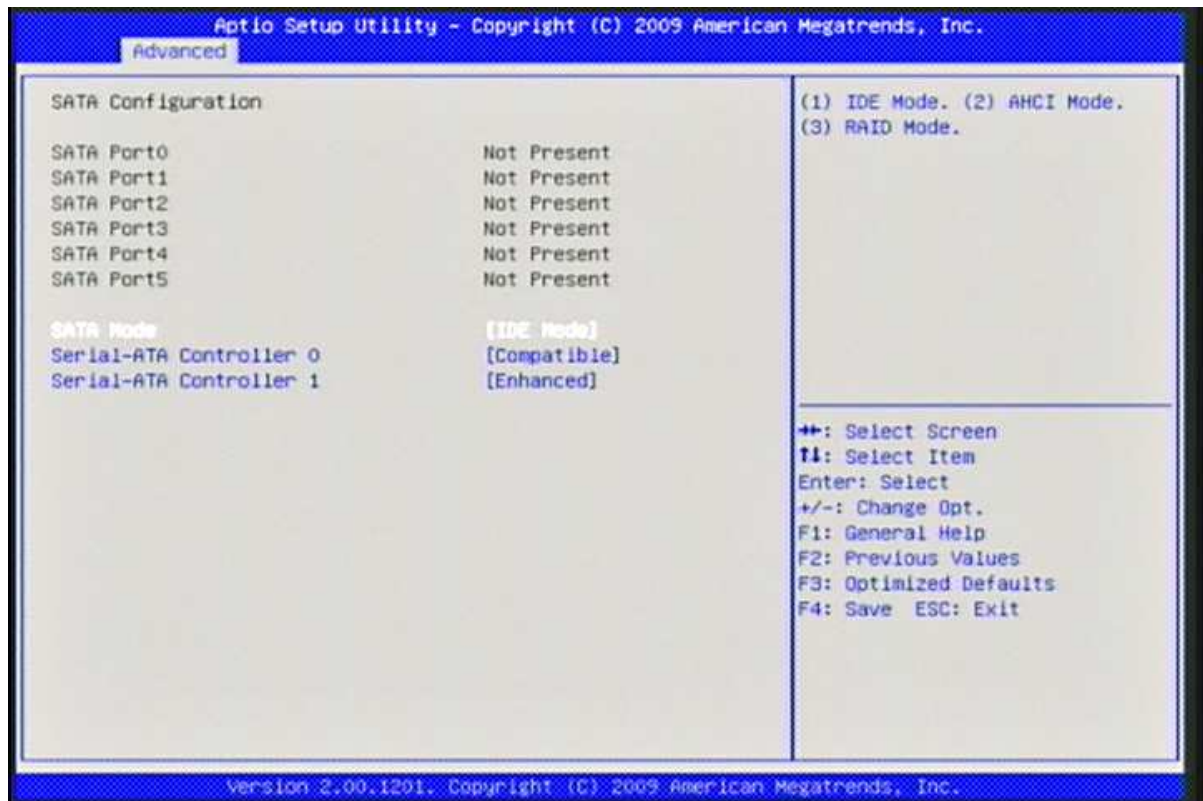 Aptio Setup Utility - Copyright (C) 2009 American Megatrends, Inc.
Advanced
SATA Configuration
SATA Port0 Not Present
SATA Port1 Not Present
SATA Port2 Not Present
SATA Port3 Not Present
SATA Port4 Not Present
SATA Port5 Not Present
SATA Mode [IDE Mode]
Serial-ATA Controller 0 [Compatible]
Serial-ATA Controller 1 [Enhanced]
(1) IDE Mode. (2) AHCI Mode.
(3) RAID Mode.
→←: Select Screen
↑↓: Select Item
Enter: Select
+/-: Change Opt.
F1: General Help
F2: Previous Values
F3: Optimized Defaults
F4: Save ESC: Exit
Version 2.00.1201. Copyright (C) 2009 American Megatrends, Inc.